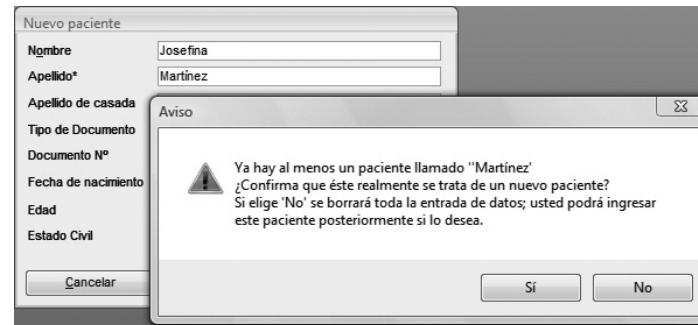 Nuevo paciente
Nombre Josefina
Apellido* Martínez
Apellido de casada
Tipo de Documento
Documento Nº
Fecha de nacimiento
Edad
Estado Civil
Cancelar
Aviso
Ya hay al menos un paciente llamado "Martínez'
¿Confirma que éste realmente se trata de un nuevo paciente?
Si elige 'No' se borrará toda la entrada de datos; usted podrá ingresar
este paciente posteriormente si lo desea.
Sí No